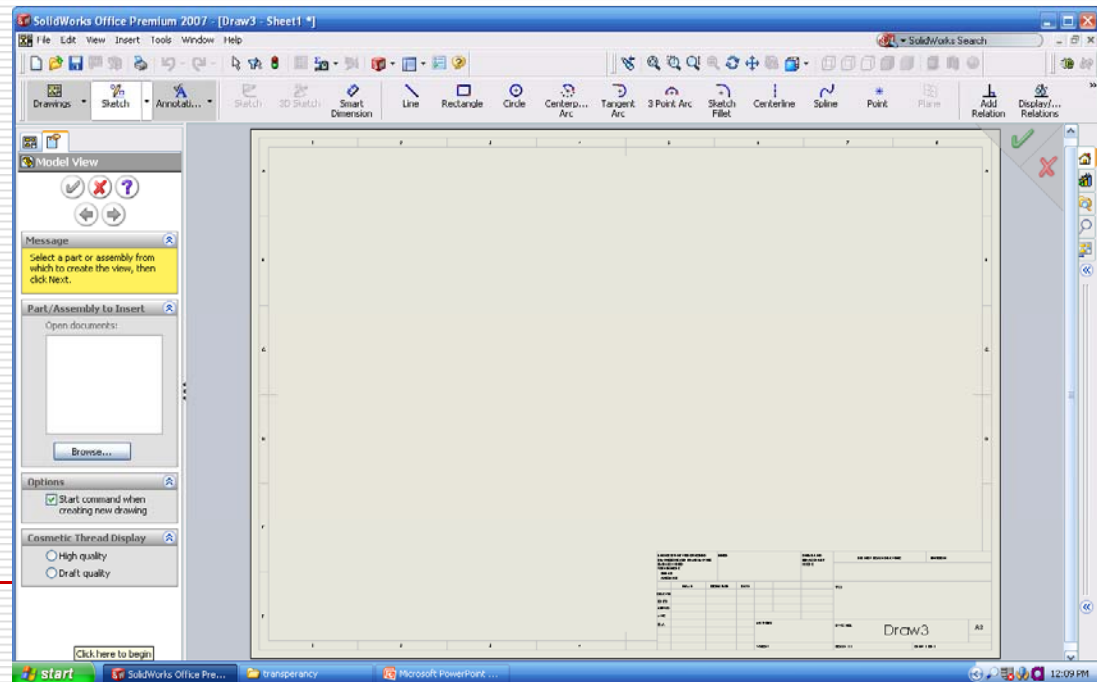 SolidWorks Office Premium 2007 - [Draw3 - Sheet1 *]
File Edit View Insert Tools Window Help
SolidWorks Search
Drawings Sketch Annotati... Sketch 3D Sketch Smart Dimension Line Rectangle Circle Centerp... Arc Tangent Arc 3 Point Arc Sketch Fillet Centerline Spline Point Plane Add Relation Display/... Relations
Model View
Message
Select a part or assembly from
which to create the view, then
click Next.
Part/Assembly to Insert
Open documents:
Browse...
Options
Start command when
creating new drawing
Cosmetic Thread Display
High quality
Draft quality
Draw3
A3
Click here to begin
start SolidWorks Office Pre... transperancy Microsoft PowerPoint ... 12:09 PM